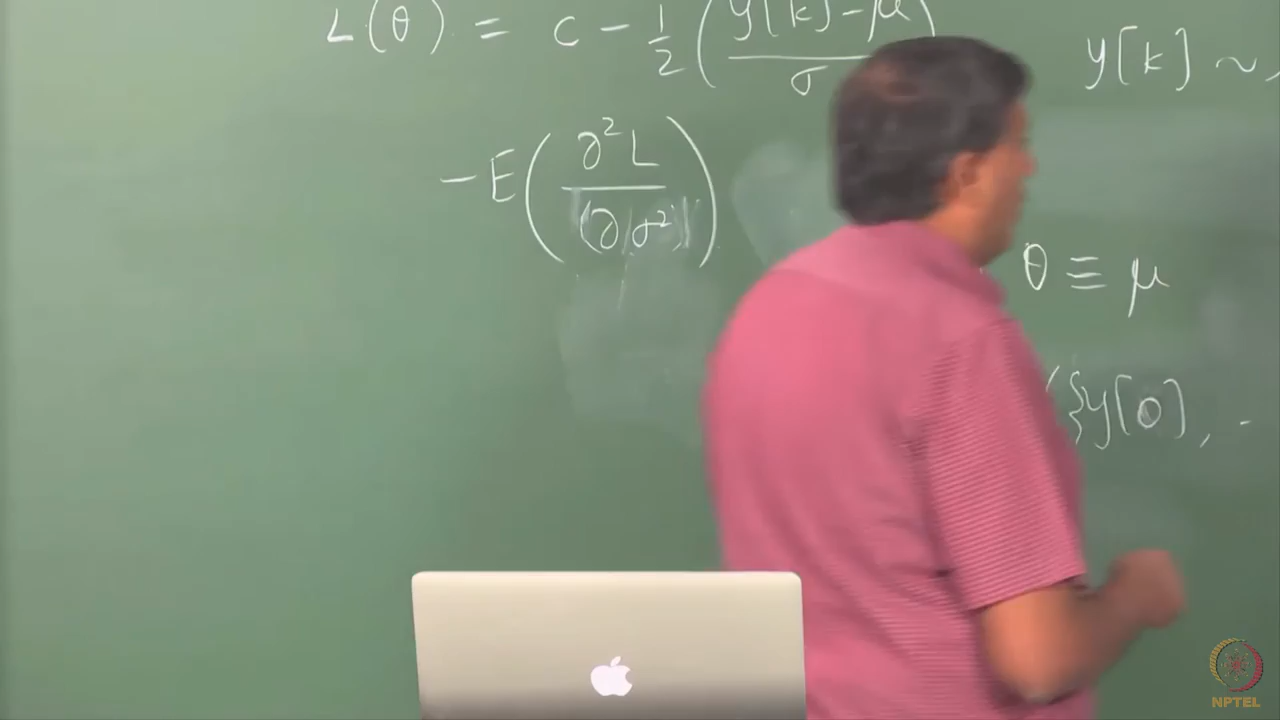 L(θ) = c - 1/2 ( (y[k] - μ) / σ )
y[k] ~
-E( ∂²L / (∂σ²) )
θ ≡ μ
{y[0], -
NPTEL